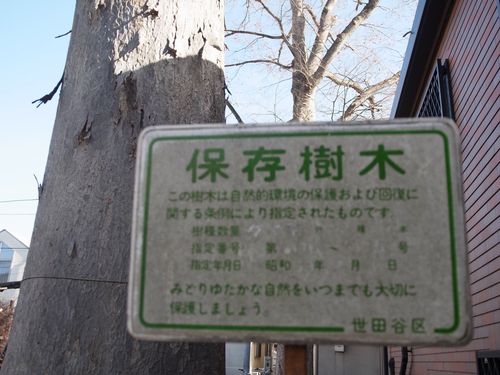 保存樹木
この樹木は自然的環境の保護および回復に
関する条例により指定されたものです
樹種数量 種 本
指定番号 第 〜 号
指定年月日 昭和 年 月 日
みどりゆたかな自然をいつまでも大切に
保護しましょう。
世田谷区